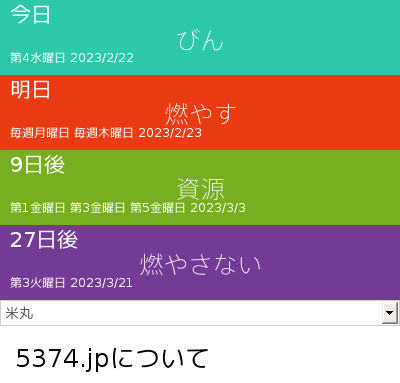 今日
びん
第4水曜日 2023/2/22
明日
燃やす
毎週月曜日 毎週木曜日 2023/2/23
9日後
資源
第1金曜日 第3金曜日 第5金曜日 2023/3/3
27日後
燃やさない
第3火曜日 2023/3/21
米丸
5374.jpについて